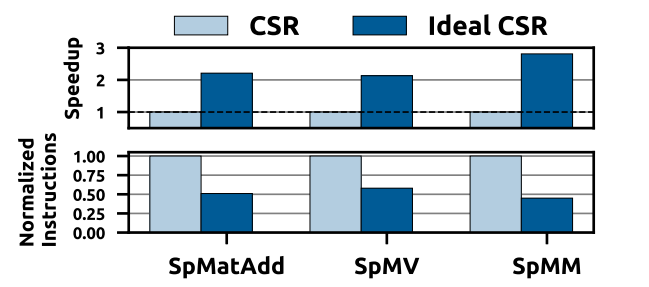 CSR Ideal CSR
Speedup
3
2
1
Normalized
Instructions
1.00
0.75
0.50
0.25
0.00
SpMatAdd SpMV SpMM